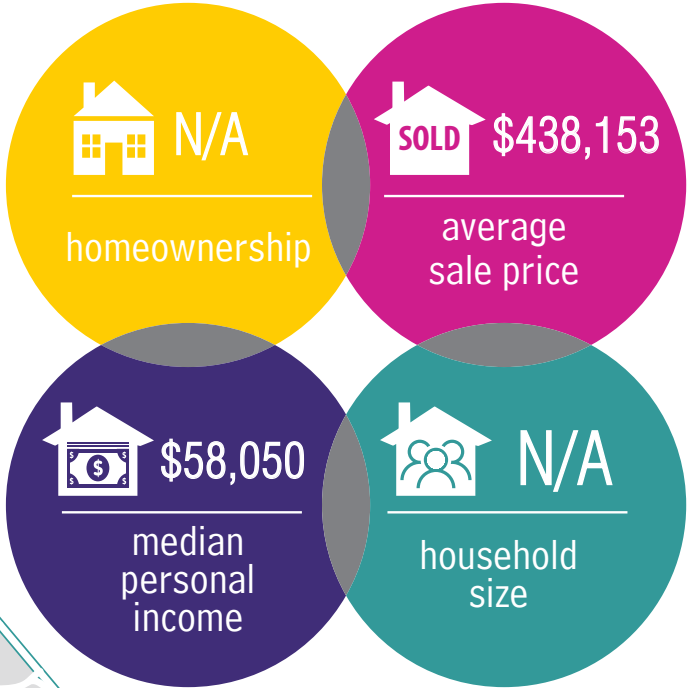 N/A
homeownership
SOLD $438,153
average
sale price
$ $ $ $ $ $58,050
median
personal
income
N/A
household
size